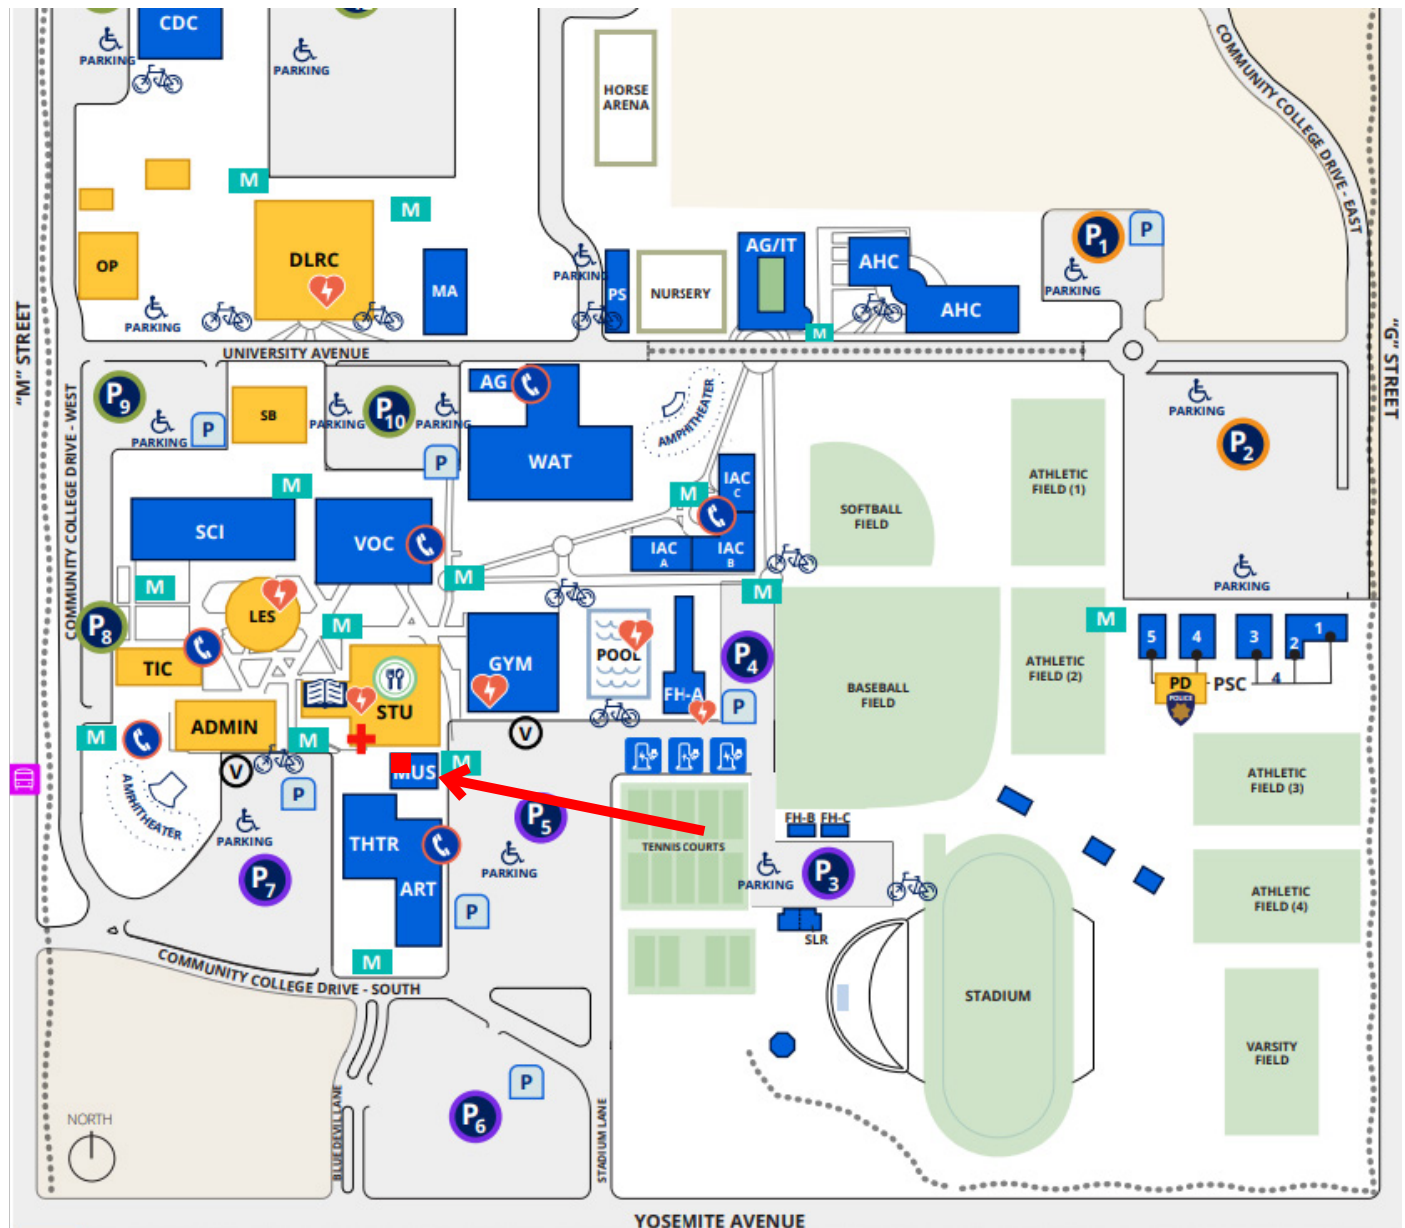 CDC
PARKING
PARKING
HORSE
ARENA
COMMUNITY COLLEGE DRIVE - EAST
M
M
OP
DLRC
MA
PARKING
PARKING
PS
NURSERY
AG/IT
AHC
AHC
M
P1
P
PARKING
"M" STREET
"G" STREET
UNIVERSITY AVENUE
COMMUNITY COLLEGE DRIVE - WEST
P9
PARKING
P
SB
PARKING
P10
PARKING
P
AG
WAT
AMPHITHEATER
PARKING
P2
PARKING
M
SCI
VOC
M
IAC
C
IAC
A
IAC
B
SOFTBALL
FIELD
ATHLETIC
FIELD (1)
M
M
M
LES
M
P8
TIC
GYM
POOL
FH-A
P4
P
BASEBALL
FIELD
ATHLETIC
FIELD (2)
M
5
4
3
2
1
PD
PSC
4
POLICE
ADMIN
STU
M
M
V
V
MUS
M
AMPHITHEATER
P
PARKING
P7
THTR
ART
P5
PARKING
P
TENNIS COURTS
FH-B
FH-C
PARKING
P3
SLR
ATHLETIC
FIELD (3)
ATHLETIC
FIELD (4)
STADIUM
VARSITY
FIELD
M
COMMUNITY COLLEGE DRIVE - SOUTH
P
P6
BLUE DEVIL LANE
STADIUM LANE
NORTH
YOSEMITE AVENUE